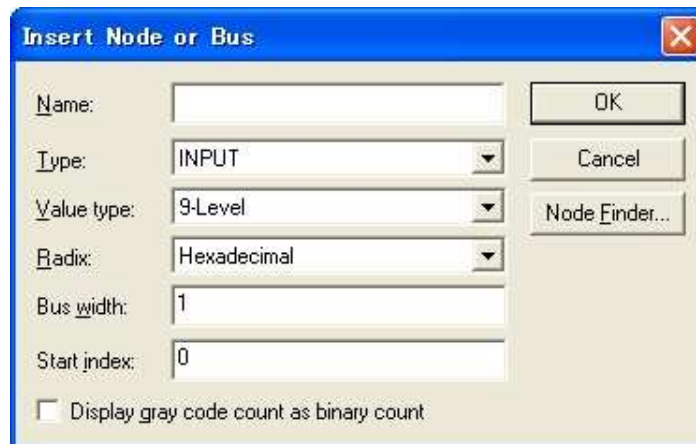 Insert Node or Bus
Name:
OK
Type: INPUT
Cancel
Value type: 9-Level
Node Finder...
Radix: Hexadecimal
Bus width: 1
Start index: 0
Display gray code count as binary count